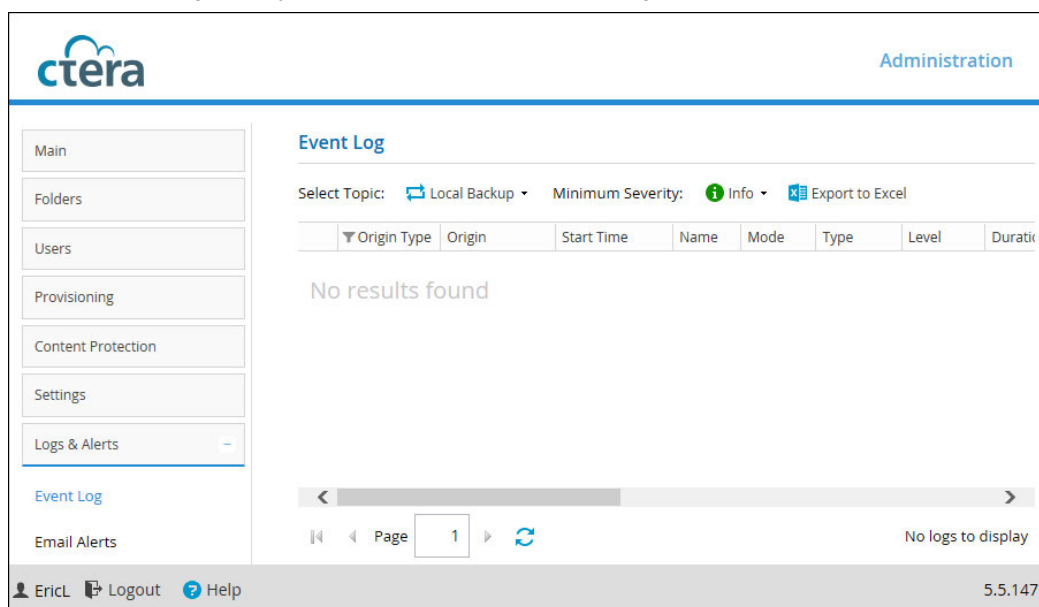 ctera
Administration
Main
Folders
Users
Provisioning
Content Protection
Settings
Logs & Alerts
Event Log
Email Alerts
Event Log
Select Topic: Local Backup Minimum Severity: Info Export to Excel
Origin Type Origin Start Time Name Mode Type Level Duratio
No results found
Page 1 No logs to display
EricL Logout Help 5.5.147